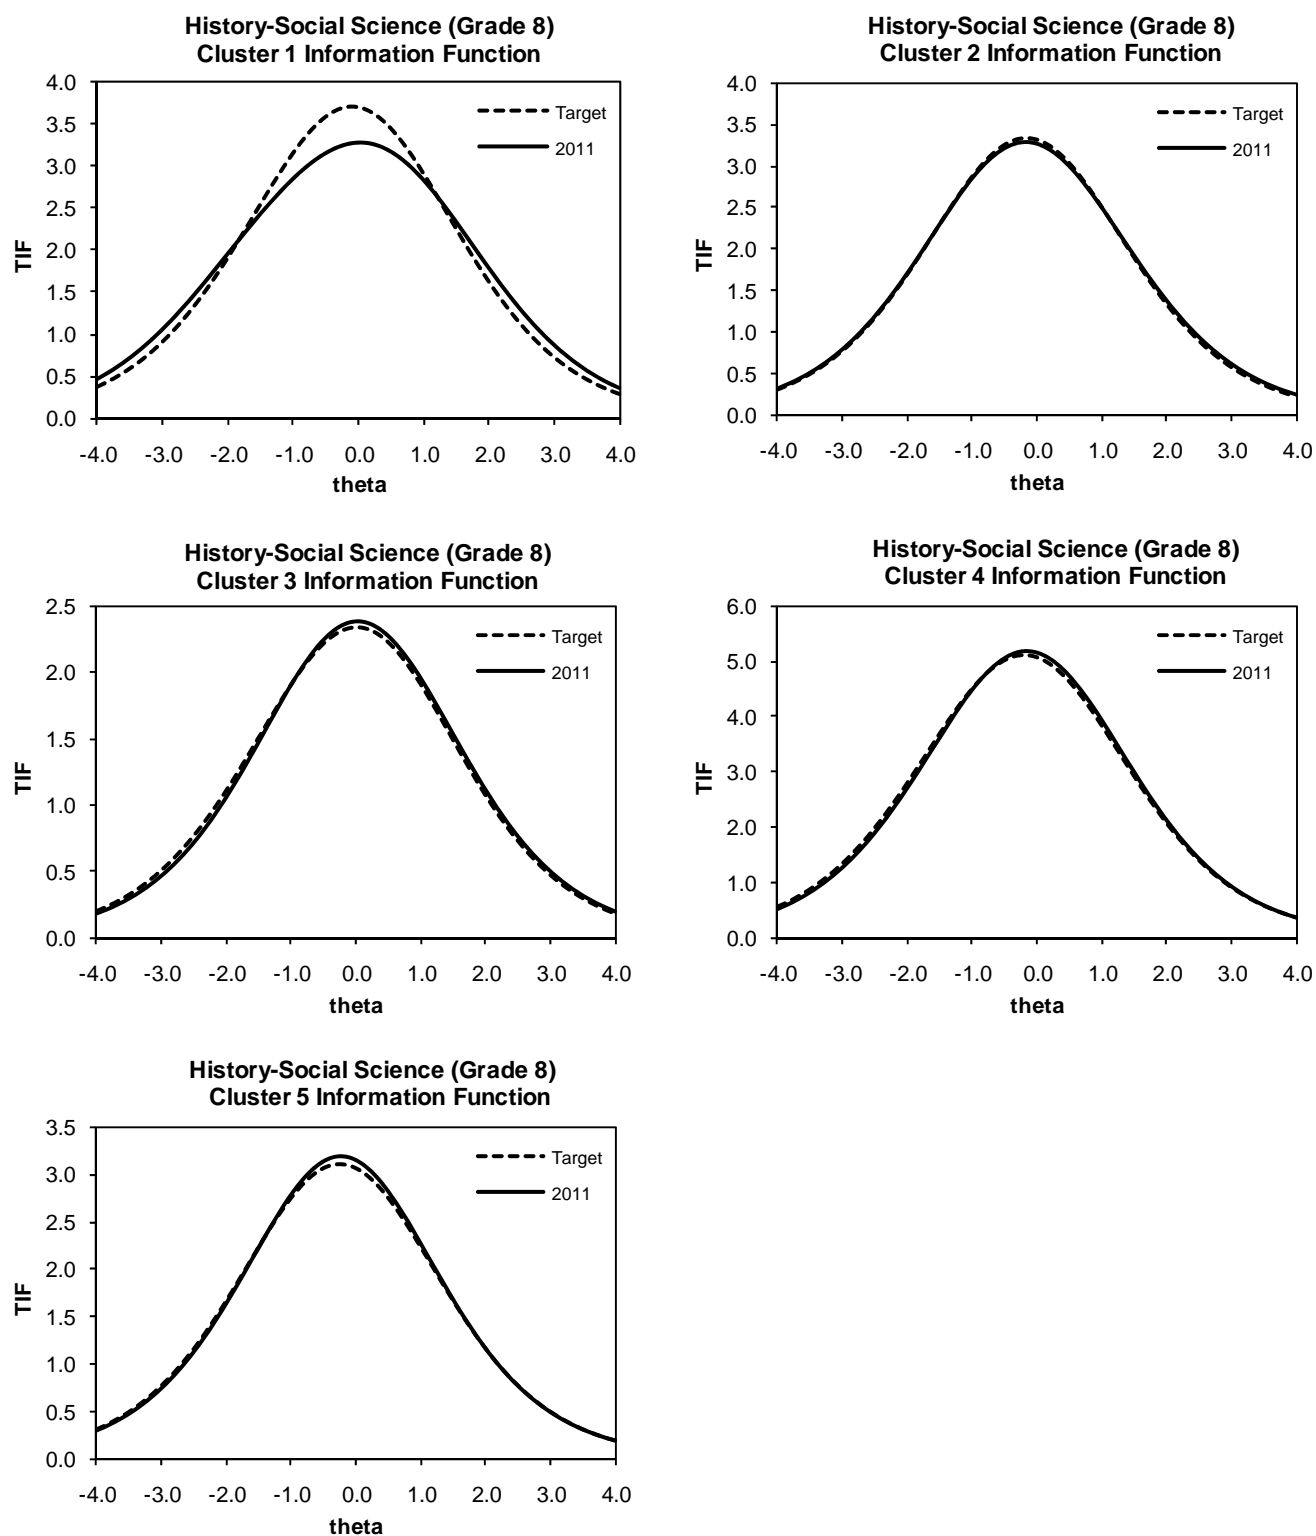 History-Social Science (Grade 8)
Cluster 1 Information Function
4.0
3.5
3.0
2.5
2.0
1.5
1.0
0.5
0.0
TIF
Target
2011
-4.0 -3.0 -2.0 -1.0 0.0 1.0 2.0 3.0 4.0
theta
History-Social Science (Grade 8)
Cluster 2 Information Function
4.0
3.5
3.0
2.5
2.0
1.5
1.0
0.5
0.0
TIF
Target
2011
-4.0 -3.0 -2.0 -1.0 0.0 1.0 2.0 3.0 4.0
theta
History-Social Science (Grade 8)
Cluster 3 Information Function
2.5
2.0
1.5
1.0
0.5
0.0
TIF
Target
2011
-4.0 -3.0 -2.0 -1.0 0.0 1.0 2.0 3.0 4.0
theta
History-Social Science (Grade 8)
Cluster 4 Information Function
6.0
5.0
4.0
3.0
2.0
1.0
0.0
TIF
Target
2011
-4.0 -3.0 -2.0 -1.0 0.0 1.0 2.0 3.0 4.0
theta
History-Social Science (Grade 8)
Cluster 5 Information Function
3.5
3.0
2.5
2.0
1.5
1.0
0.5
0.0
TIF
Target
2011
-4.0 -3.0 -2.0 -1.0 0.0 1.0 2.0 3.0 4.0
theta